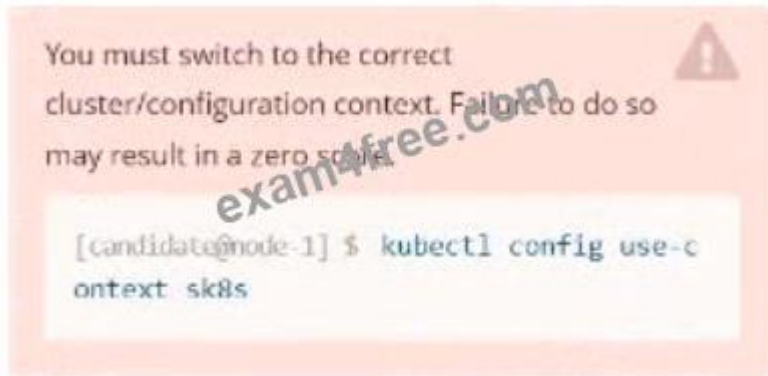 You must switch to the correct
cluster/configuration context. Failure to do so
may result in a zero score.
exam4free.com
[candidate@node-1] $ kubectl config use-c
ontext sk8s